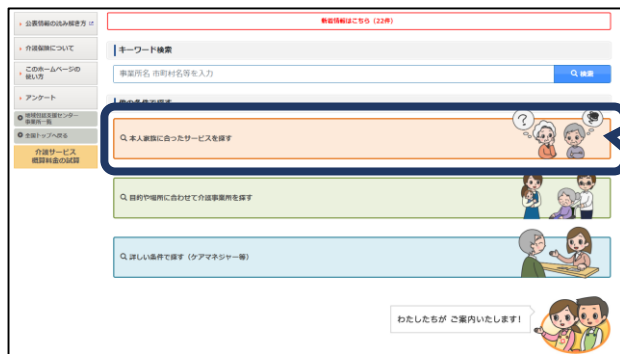 公表情報の読み解き方
介護保険について
このホームページの
使い方
アンケート
地域包括支援センター
事業所一覧
全国トップへ戻る
介護サービス
概算料金の試算
新着情報はこちら（22件）
キーワード検索
事業所名 市町村名等を入力
検索
他の条件で探す
本人家族に合ったサービスを探す
?
目的や場所に合わせて介護事業所を探す
詳しい条件で探す（ケアマネジャー等）
わたしたちが ご案内いたします！